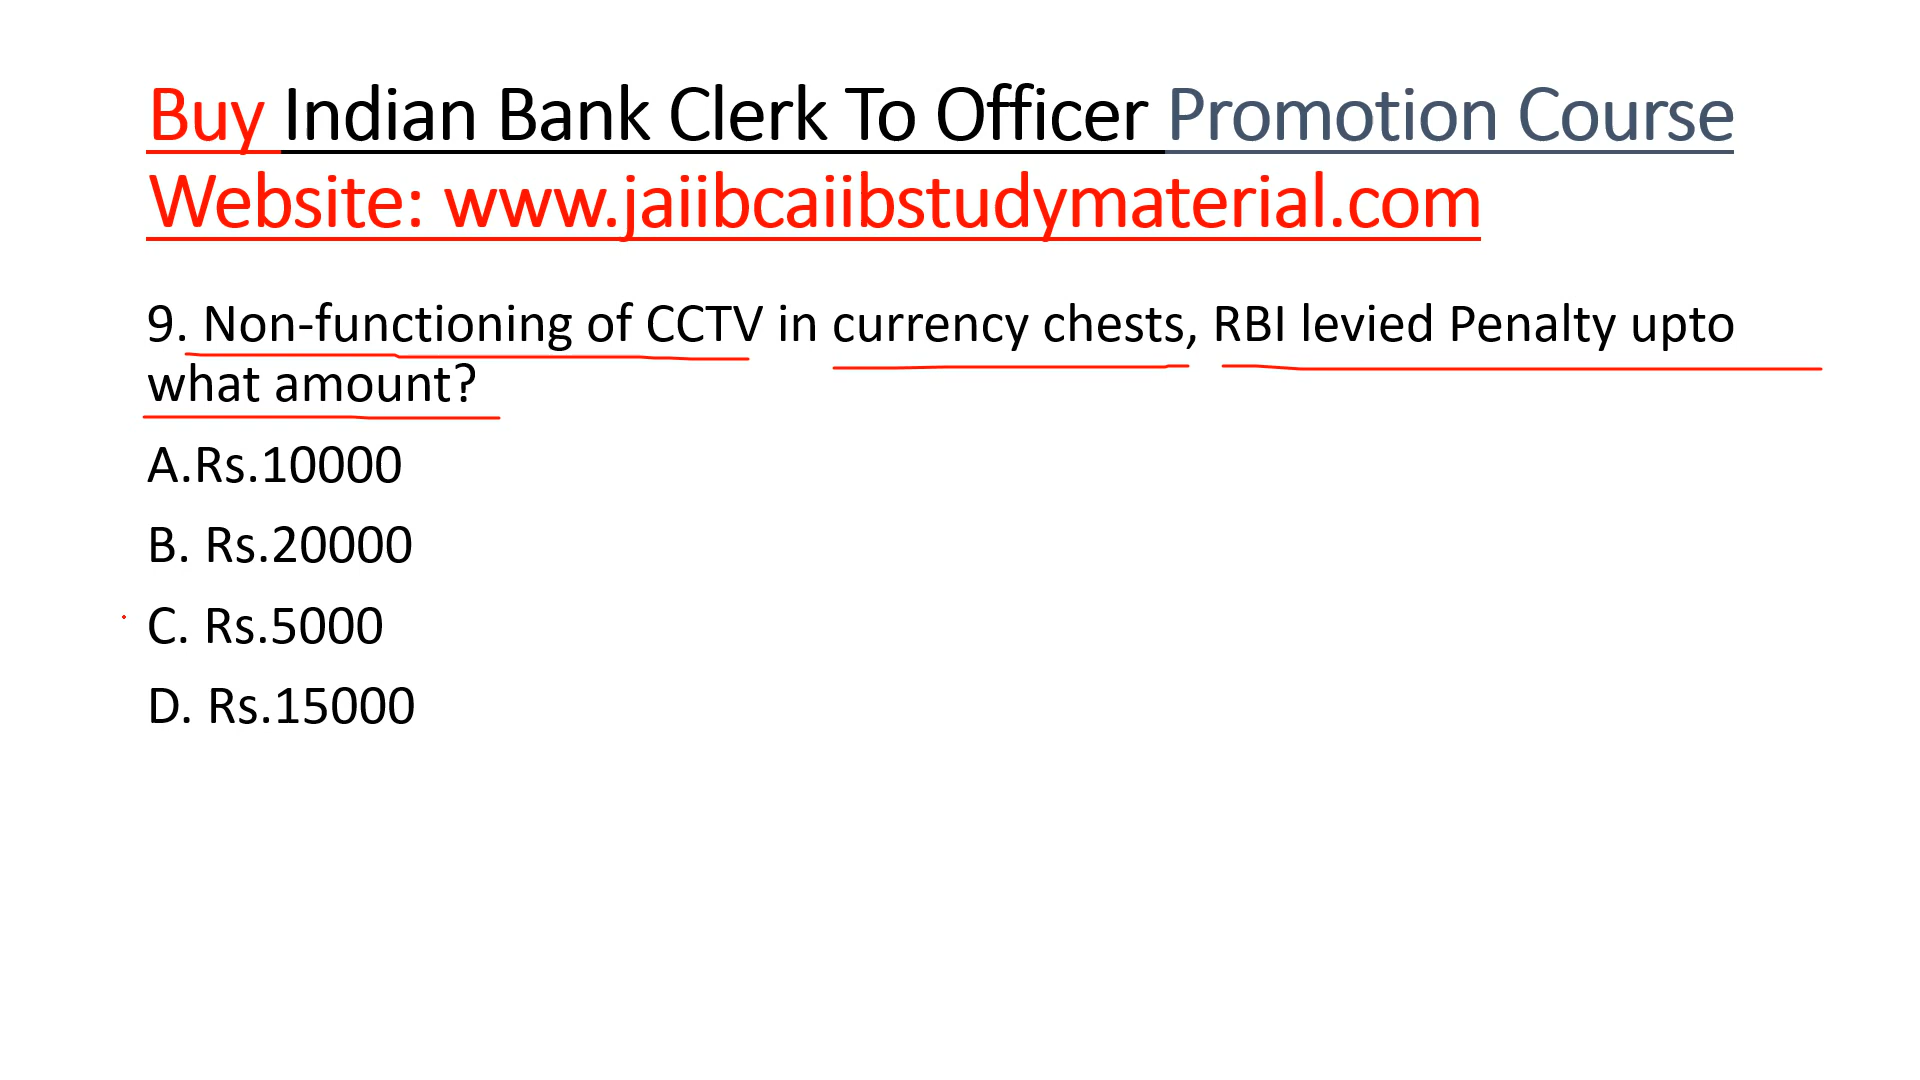 Buy Indian Bank Clerk To Officer Promotion Course
Website: www.jaiibcaiibstudymaterial.com
9. Non-functioning of CCTV in currency chests, RBI levied Penalty upto
what amount?
A.Rs.10000
B. Rs.20000
C. Rs.5000
D. Rs.15000